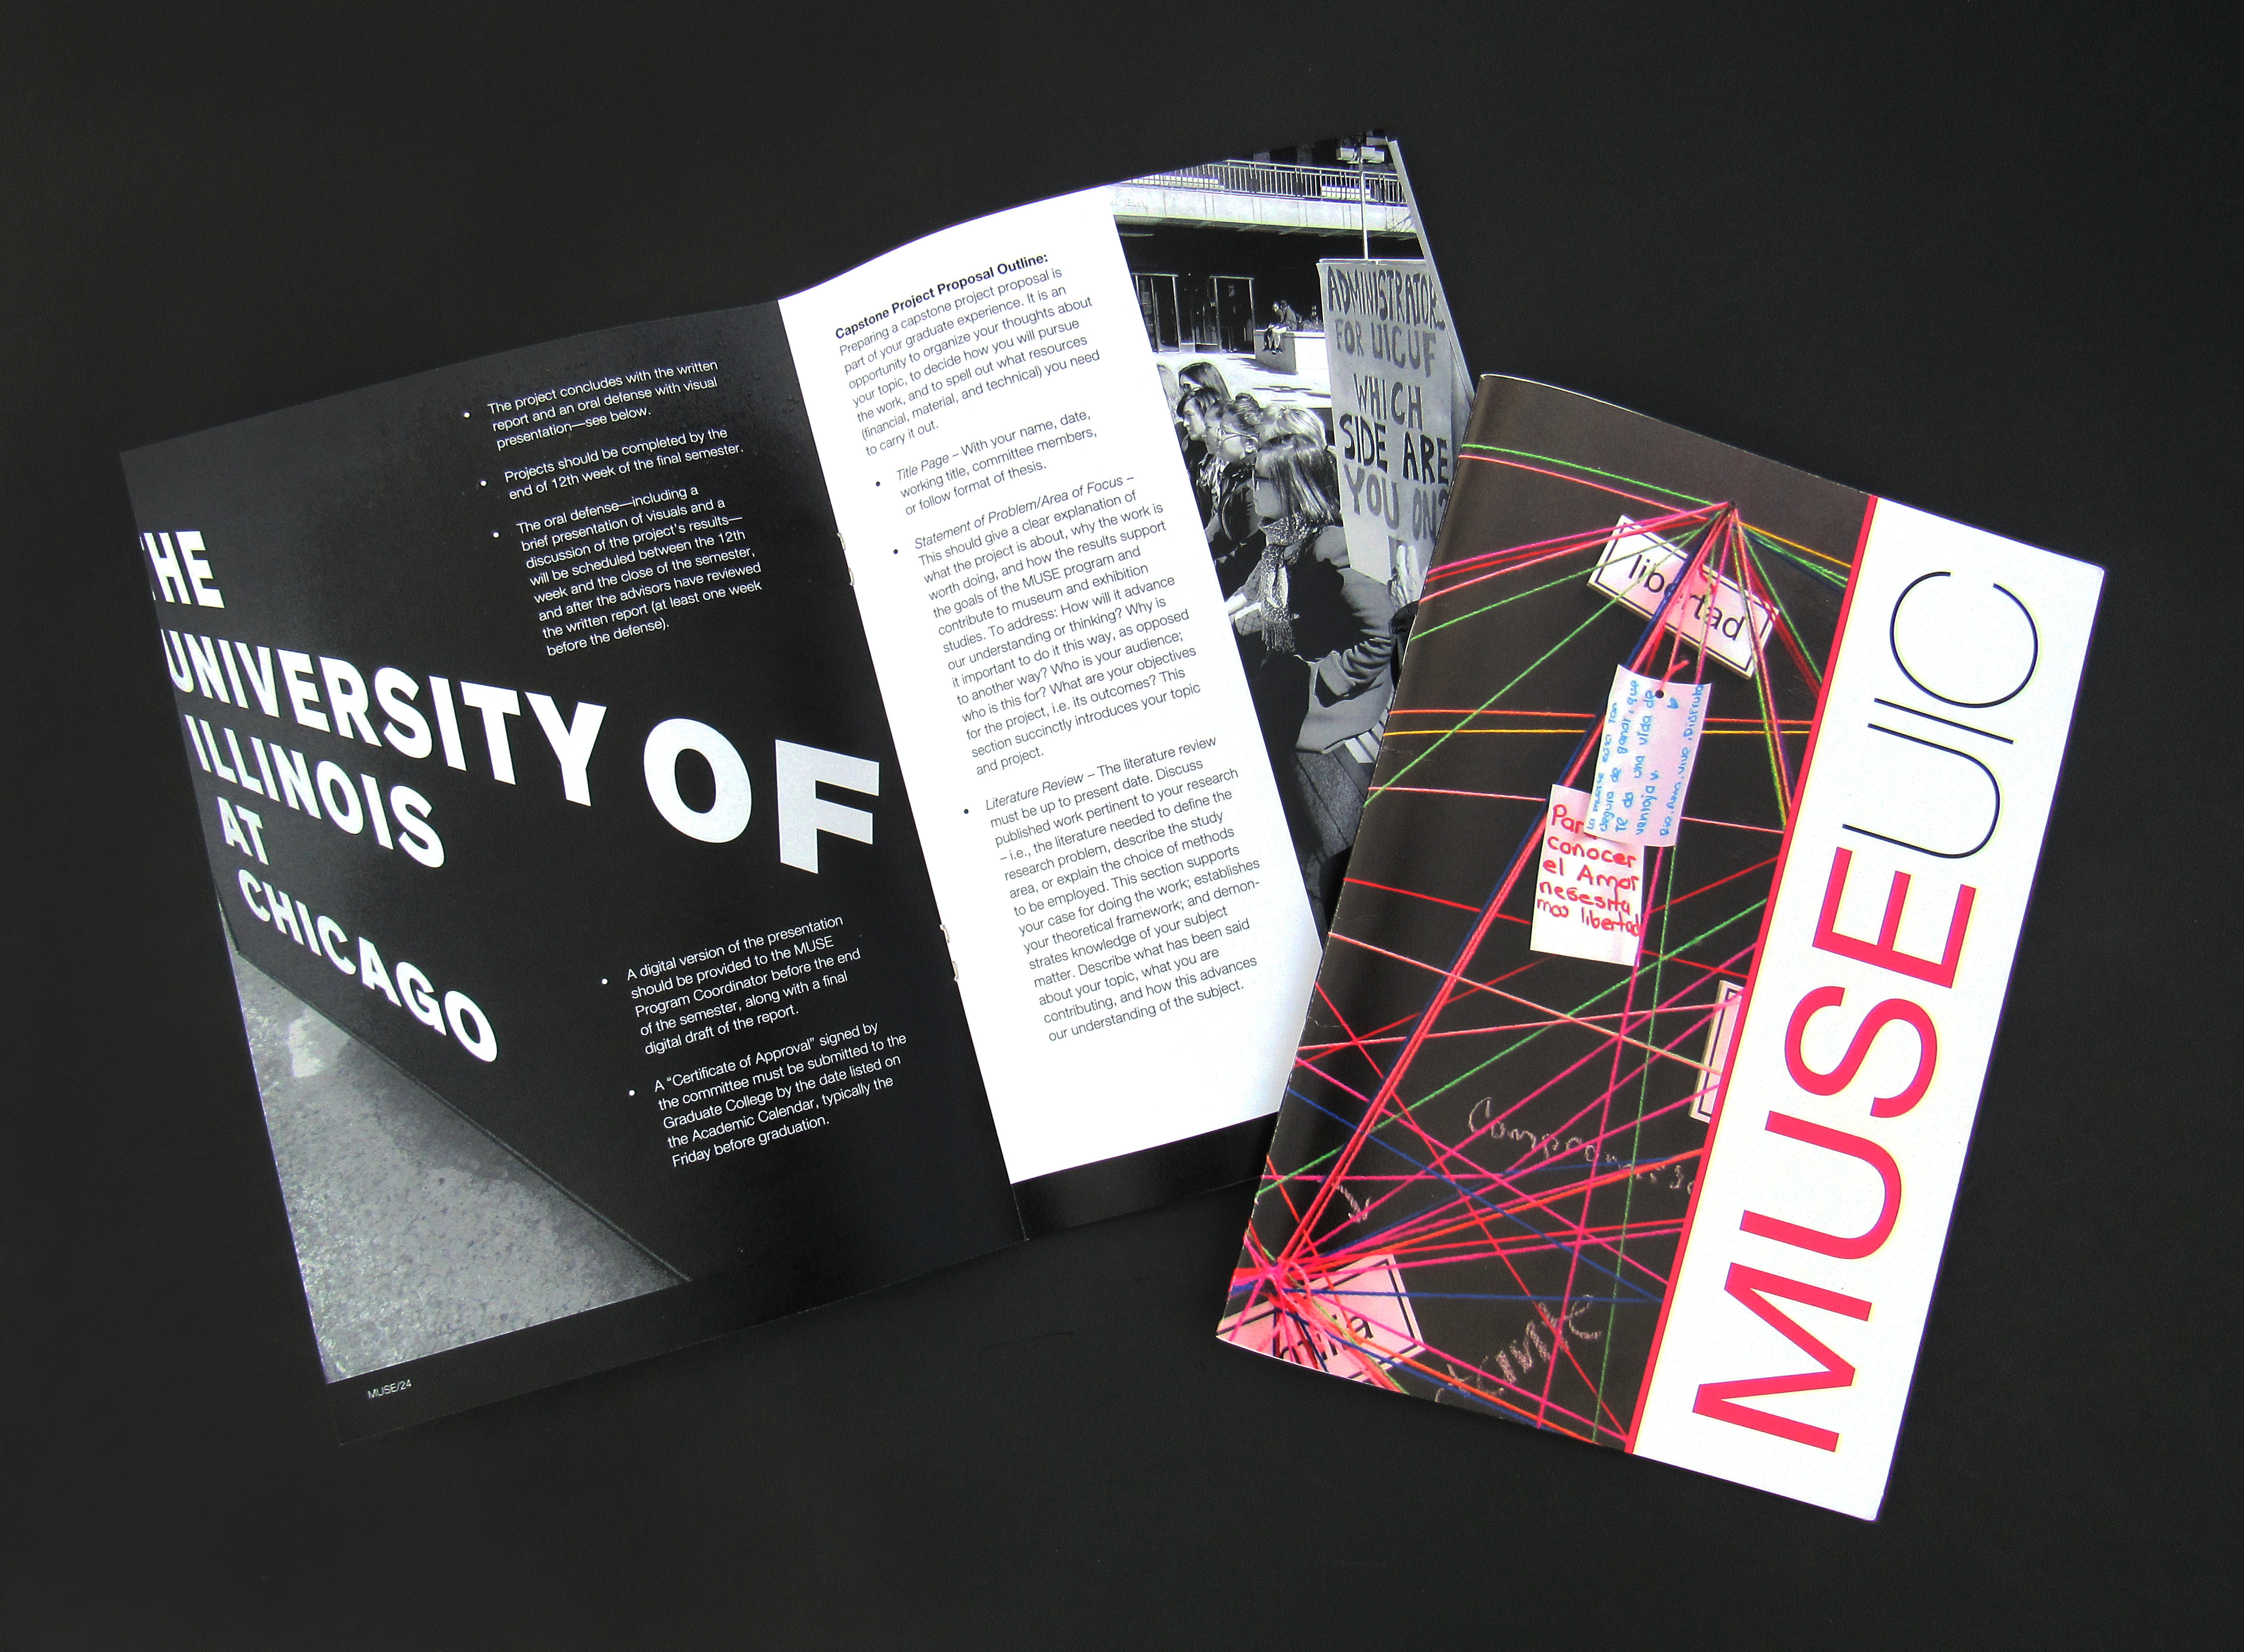 • The project concludes with the written
report and an oral defense with visual
presentation—see below.
• Projects should be completed by the
end of 12th week of the final semester.
• The oral defense—including a
brief presentation of visuals and a
discussion of the project's results—
will be scheduled between the 12th
week and the close of the semester,
and after the advisors have reviewed
the written report (at least one week
before the defense).
THE
UNIVERSITY OF
ILLINOIS
AT
CHICAGO
• A digital version of the presentation
should be provided to the MUSE
Program Coordinator before the end
of the semester, along with a final
digital draft of the report.
• A “Certificate of Approval” signed by
the committee must be submitted to the
Graduate College by the date listed on
the Academic Calendar, typically the
Friday before graduation.
MUSE/24
Capstone Project Proposal Outline:
Preparing a capstone project proposal is
part of your graduate experience. It is an
opportunity to organize your thoughts about
your topic, to decide how you will pursue
the work, and to spell out what resources
(financial, material, and technical) you need
to carry it out.
• Title Page – With your name, date,
working title, committee members,
or follow format of thesis.
• Statement of Problem/Area of Focus –
This should give a clear explanation of
what the project is about, why the work is
worth doing, and how the results support
the goals of the MUSE program and
contribute to museum and exhibition
studies. To address: How will it advance
our understanding or thinking? Why is
it important to do it this way, as opposed
to another way? Who is your audience;
who is this for? What are your objectives
for the project, i.e. its outcomes? This
section succinctly introduces your topic
and project.
• Literature Review – The literature review
must be up to present date. Discuss
published work pertinent to your research
– i.e., the literature needed to define the
research problem, describe the study
area, or explain the choice of methods
to be employed. This section supports
your case for doing the work; establishes
your theoretical framework; and demon-
strates knowledge of your subject
matter. Describe what has been said
about your topic, what you are
contributing, and how this advances
our understanding of the subject.
ADMINISTRATORS
FOR UICUF
WHICH
SIDE ARE
YOU ON?
libertad
la muerte esta tan
segura de ganar, que
te da una vida de
ventaja
Para
conocer
el Amor
nesesita
mas libertad
Compromiso
MUSEUIC